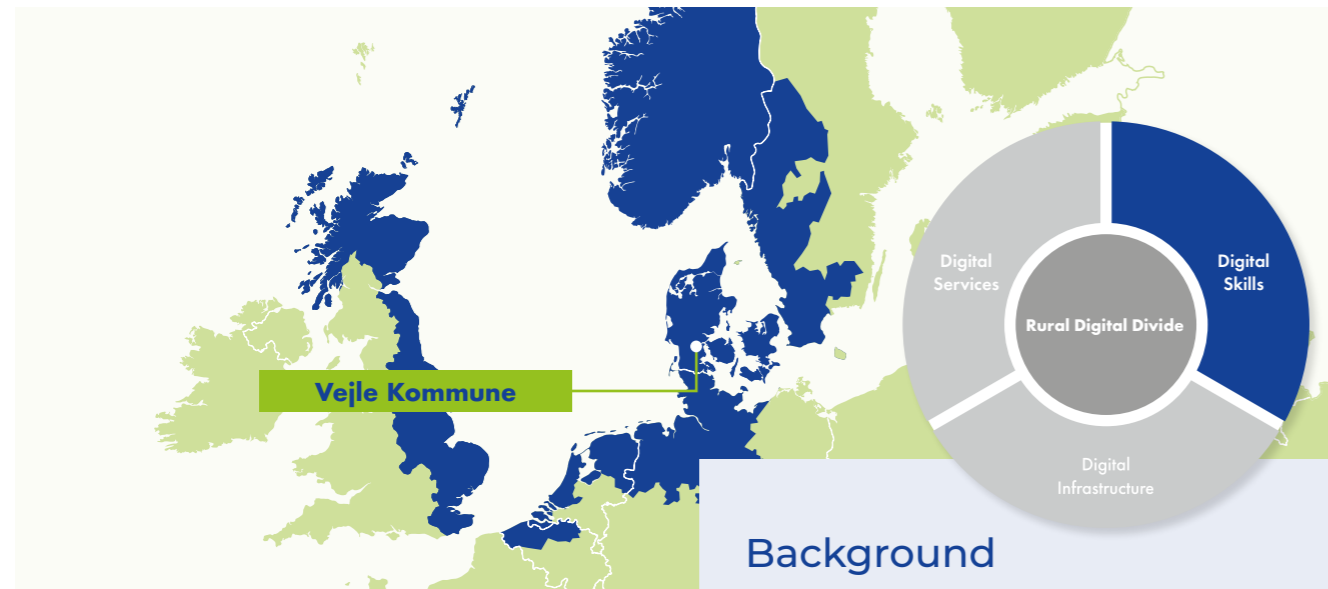 Vejle Kommune
Digital
Services
Digital
Skills
Rural Digital Divide
Digital
Infrastructure
Background